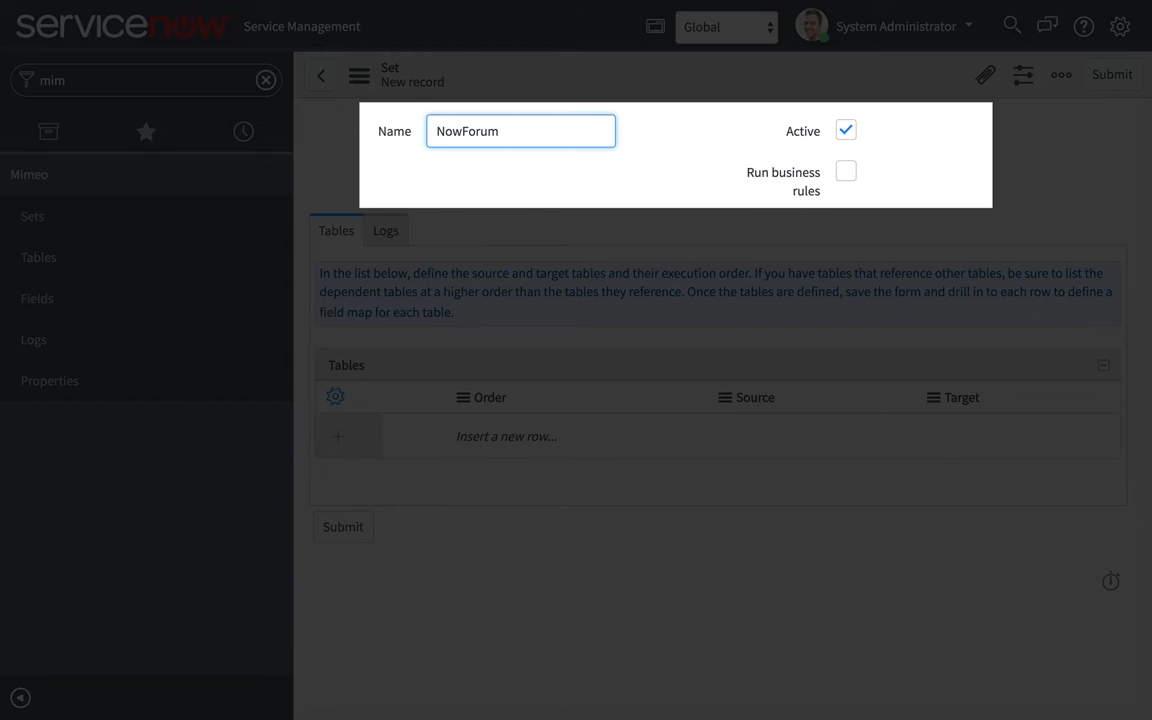 servicenow Service Management
Global
System Administrator
mim
Set
New record
Submit
Name NowForum
Active
Run business
rules
Mimeo
Sets
Tables
Fields
Logs
Properties
Tables Logs
In the list below, define the source and target tables and their execution order. If you have tables that reference other tables, be sure to list the
dependent tables at a higher order than the tables they reference. Once the tables are defined, save the form and drill in to each row to define a
field map for each table.
Tables
Order Source Target
Insert a new row...
Submit